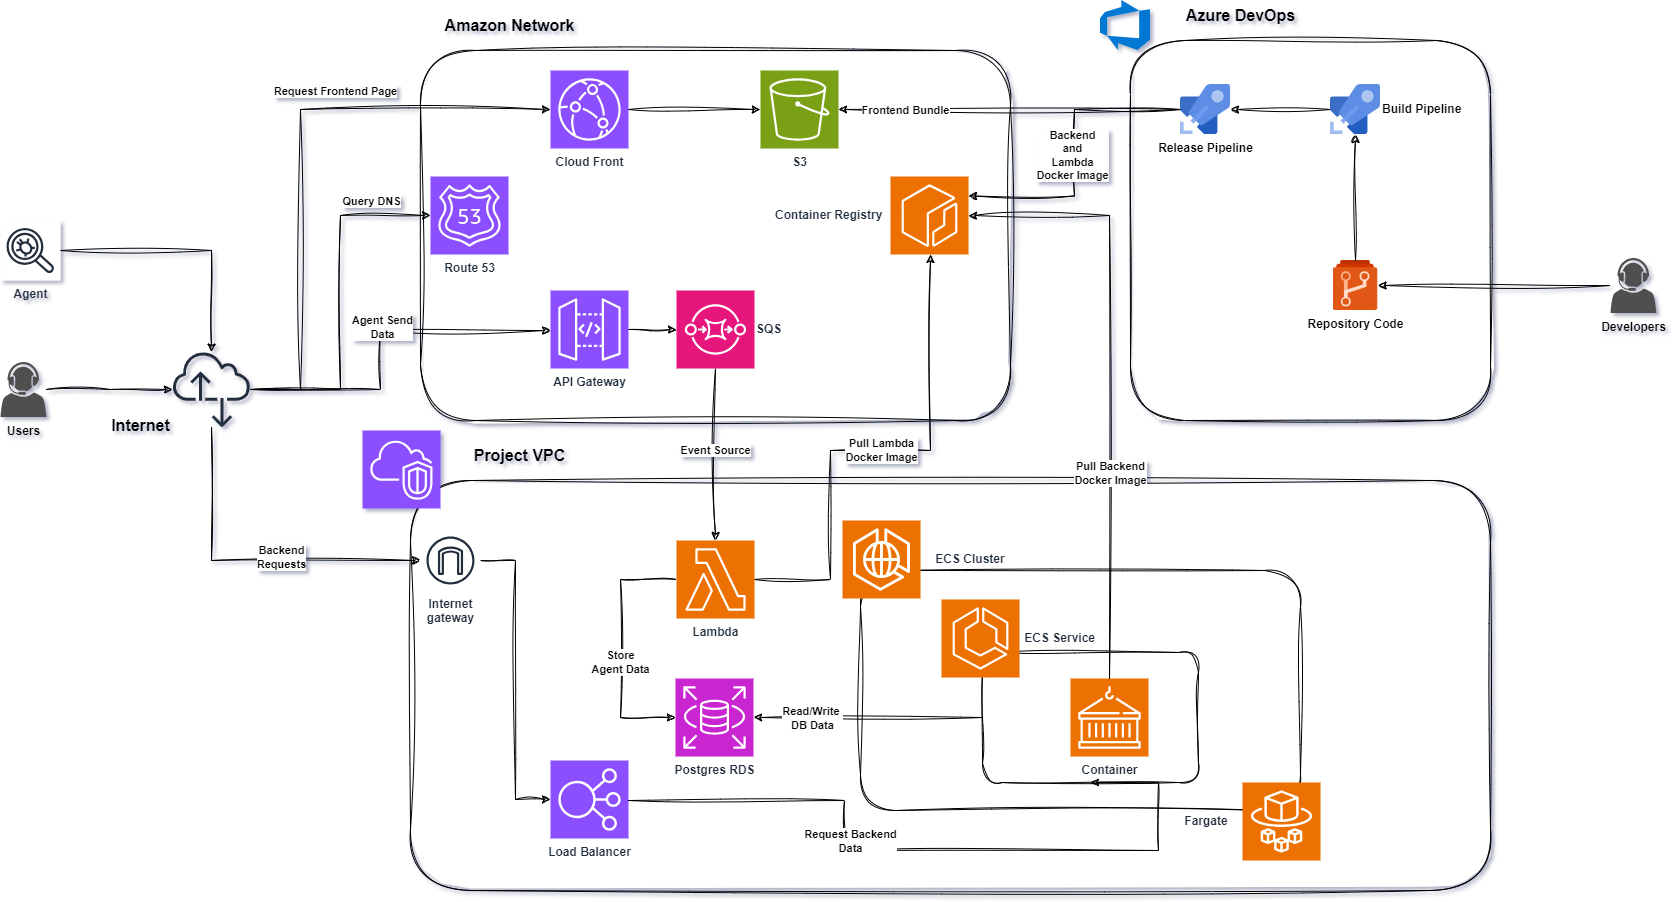 Amazon Network
Azure DevOps
Request Frontend Page
Cloud Front
S3
Frontend Bundle
Backend
and
Lambda
Docker Image
Release Pipeline
Build Pipeline
Query DNS
53
Route 53
Container Registry
Agent
Agent Send
Data
API Gateway
SQS
Repository Code
Developers
Users
Internet
Project VPC
Event Source
Pull Lambda
Docker Image
Pull Backend
Docker Image
Backend
Requests
Internet
gateway
Lambda
ECS Cluster
ECS Service
Store
Agent Data
Read/Write
DB Data
Postgres RDS
Container
Load Balancer
Request Backend
Data
Fargate